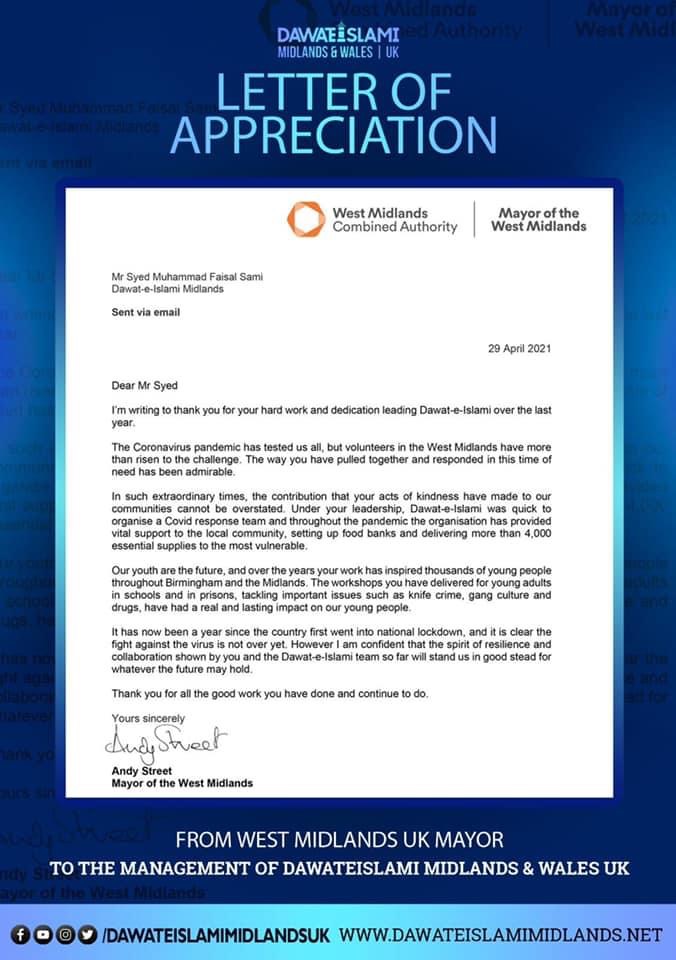 West Midlands
Mayor of
ed Authority
West Mid
DAWATEISLAMI
MIDLANDS & WALES | UK
LETTER OF
APPRECIATION
West Midlands
Combined Authority
Mayor of the
West Midlands
Mr Syed Muhammad Faisal Sami
Dawat-e-Islami Midlands
Sent via email
29 April 2021
Dear Mr Syed
I'm writing to thank you for your hard work and dedication leading Dawat-e-Islami over the last
year.
The Coronavirus pandemic has tested us all, but volunteers in the West Midlands have more
than risen to the challenge. The way you have pulled together and responded in this time of
need has been admirable.
In such extraordinary times, the contribution that your acts of kindness have made to our
communities cannot be overstated. Under your leadership, Dawat-e-Islami was quick to
organise a Covid response team and throughout the pandemic the organisation has provided
vital support to the local community, setting up food banks and delivering more than 4,000
essential supplies to the most vulnerable.
Our youth are the future, and over the years your work has inspired thousands of young people
throughout Birmingham and the Midlands. The workshops you have delivered for young adults
in schools and in prisons, tackling important issues such as knife crime, gang culture and
drugs, have had a real and lasting impact on our young people.
It has now been a year since the country first went into national lockdown, and it is clear the
fight against the virus is not over yet. However I am confident that the spirit of resilience and
collaboration shown by you and the Dawat-e-Islami team so far will stand us in good stead for
whatever the future may hold.
Thank you for all the good work you have done and continue to do.
Yours sincerely
Andy Street
Andy Street
Mayor of the West Midlands
FROM WEST MIDLANDS UK MAYOR
TO THE MANAGEMENT OF DAWATEISLAMI MIDLANDS & WALES UK
ayor of the West Midlands
/DAWATEISLAMIMIDLANDSUK WWW.DAWATEISLAMIMIDLANDS.NET